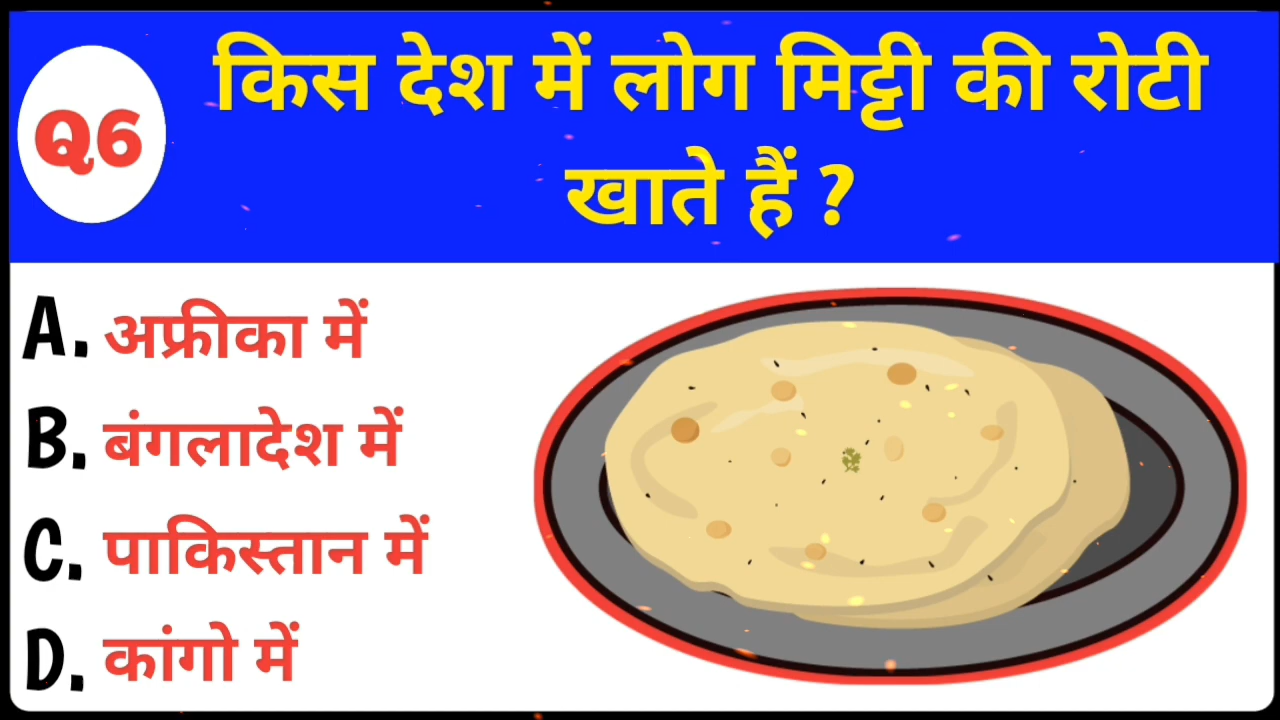 Q6
किस देश में लोग मिट्टी की रोटी
खाते हैं ?
A. अफ्रीका में
B. बंगलादेश में
C. पाकिस्तान में
D. कांगो में